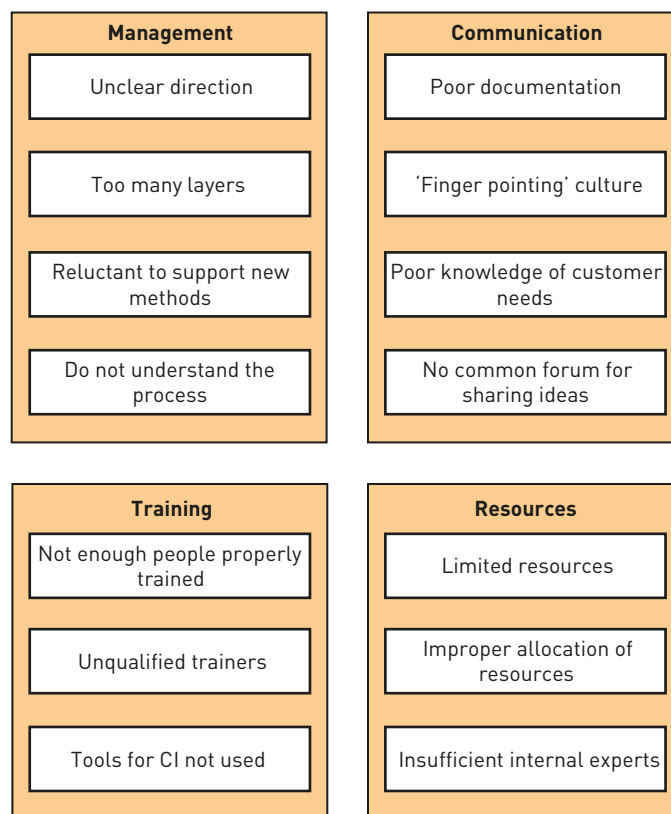 Management
Unclear direction
Too many layers
Reluctant to support new
methods
Do not understand the
process
Communication
Poor documentation
‘Finger pointing’ culture
Poor knowledge of customer
needs
No common forum for
sharing ideas
Training
Not enough people properly
trained
Unqualified trainers
Tools for CI not used
Resources
Limited resources
Improper allocation of
resources
Insufficient internal experts